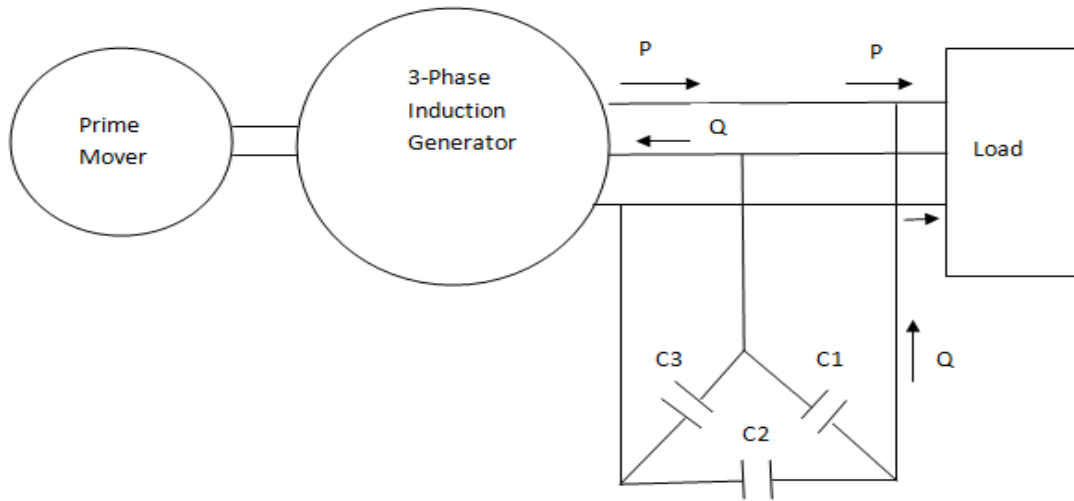 P
P
3-Phase
Induction
Generator
Prime
Mover
Q
Load
C3
C1
Q
C2